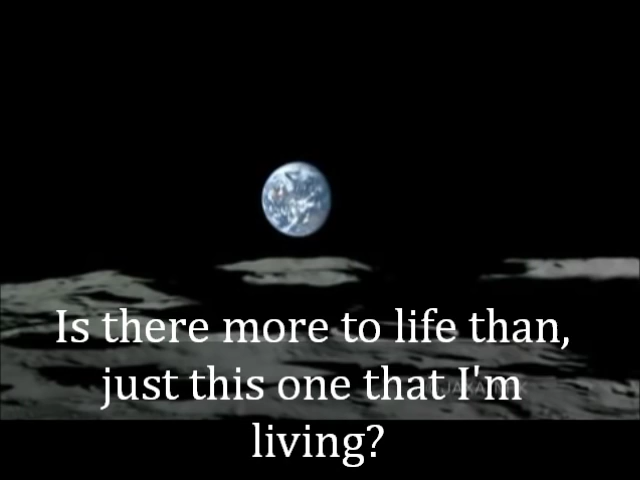 Is there more to life than,
just this one that I'm
living?